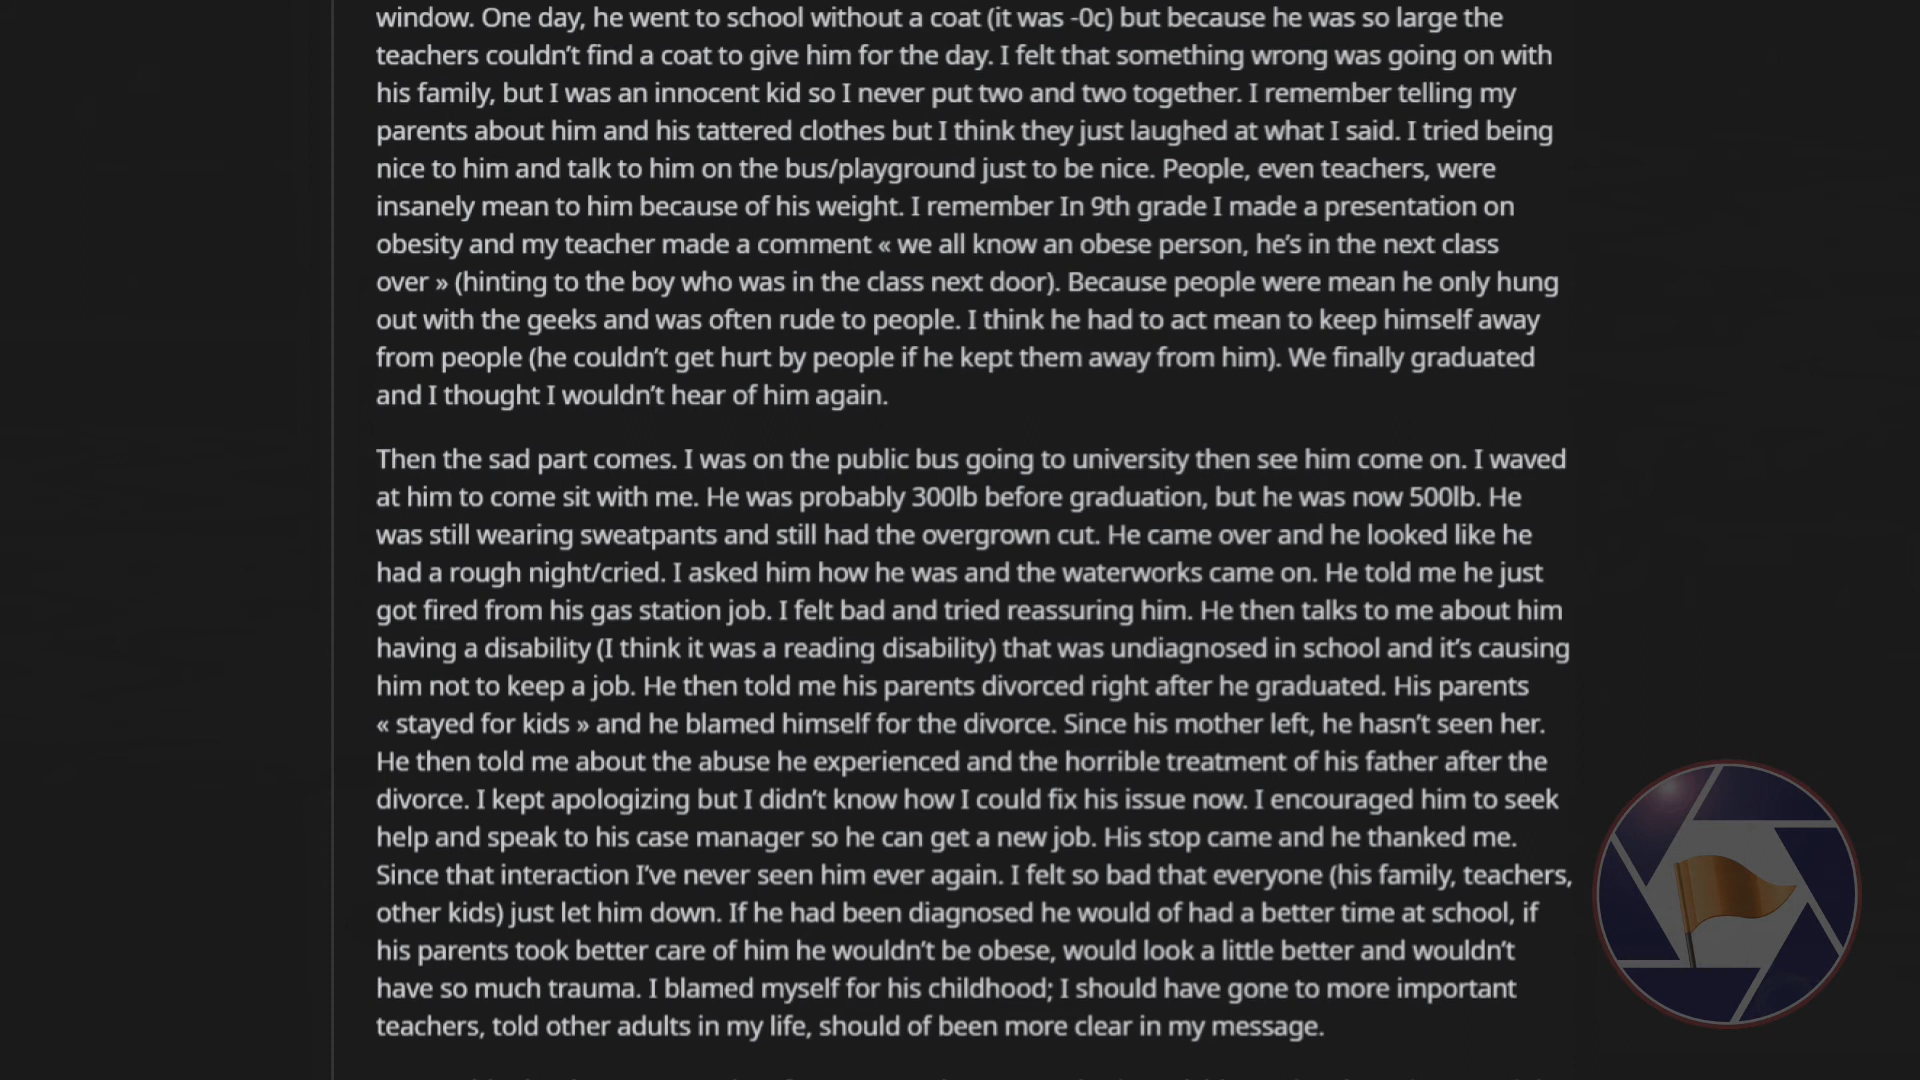 window. One day, he went to school without a coat (it was -0c) but because he was so large the
teachers couldn't find a coat to give him for the day. I felt that something wrong was going on with
his family, but I was an innocent kid so I never put two and two together. I remember telling my
parents about him and his tattered clothes but I think they just laughed at what I said. I tried being
nice to him and talk to him on the bus/playground just to be nice. People, even teachers, were
insanely mean to him because of his weight. I remember In 9th grade I made a presentation on
obesity and my teacher made a comment « we all know an obese person, he's in the next class
over » (hinting to the boy who was in the class next door). Because people were mean he only hung
out with the geeks and was often rude to people. I think he had to act mean to keep himself away
from people (he couldn't get hurt by people if he kept them away from him). We finally graduated
and I thought I wouldn't hear of him again.
Then the sad part comes. I was on the public bus going to university then see him come on. I waved
at him to come sit with me. He was probably 300lb before graduation, but he was now 500lb. He
was still wearing sweatpants and still had the overgrown cut. He came over and he looked like he
had a rough night/cried. I asked him how he was and the waterworks came on. He told me he just
got fired from his gas station job. I felt bad and tried reassuring him. He then talks to me about him
having a disability (I think it was a reading disability) that was undiagnosed in school and it's causing
him not to keep a job. He then told me his parents divorced right after he graduated. His parents
« stayed for kids » and he blamed himself for the divorce. Since his mother left, he hasn't seen her.
He then told me about the abuse he experienced and the horrible treatment of his father after the
divorce. I kept apologizing but I didn't know how I could fix his issue now. I encouraged him to seek
help and speak to his case manager so he can get a new job. His stop came and he thanked me.
Since that interaction I've never seen him ever again. I felt so bad that everyone (his family, teachers,
other kids) just let him down. If he had been diagnosed he would of had a better time at school, if
his parents took better care of him he wouldn't be obese, would look a little better and wouldn't
have so much trauma. I blamed myself for his childhood; I should have gone to more important
teachers, told other adults in my life, should of been more clear in my message.